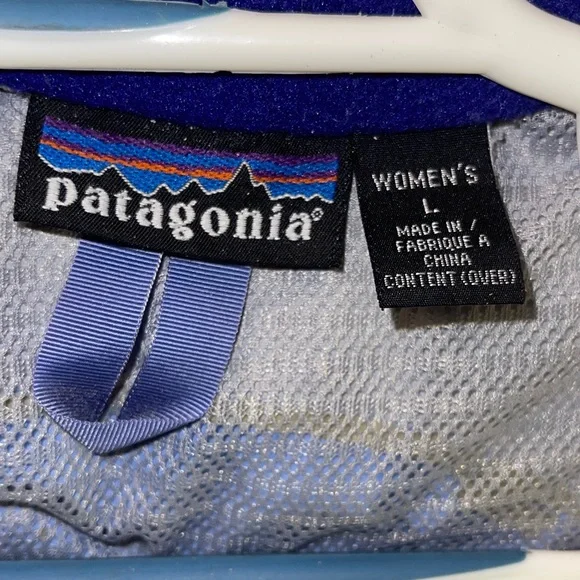 patagonia®
WOMEN'S
L
MADE IN /
FABRIQUE A
CHINA
CONTENT (OVER)